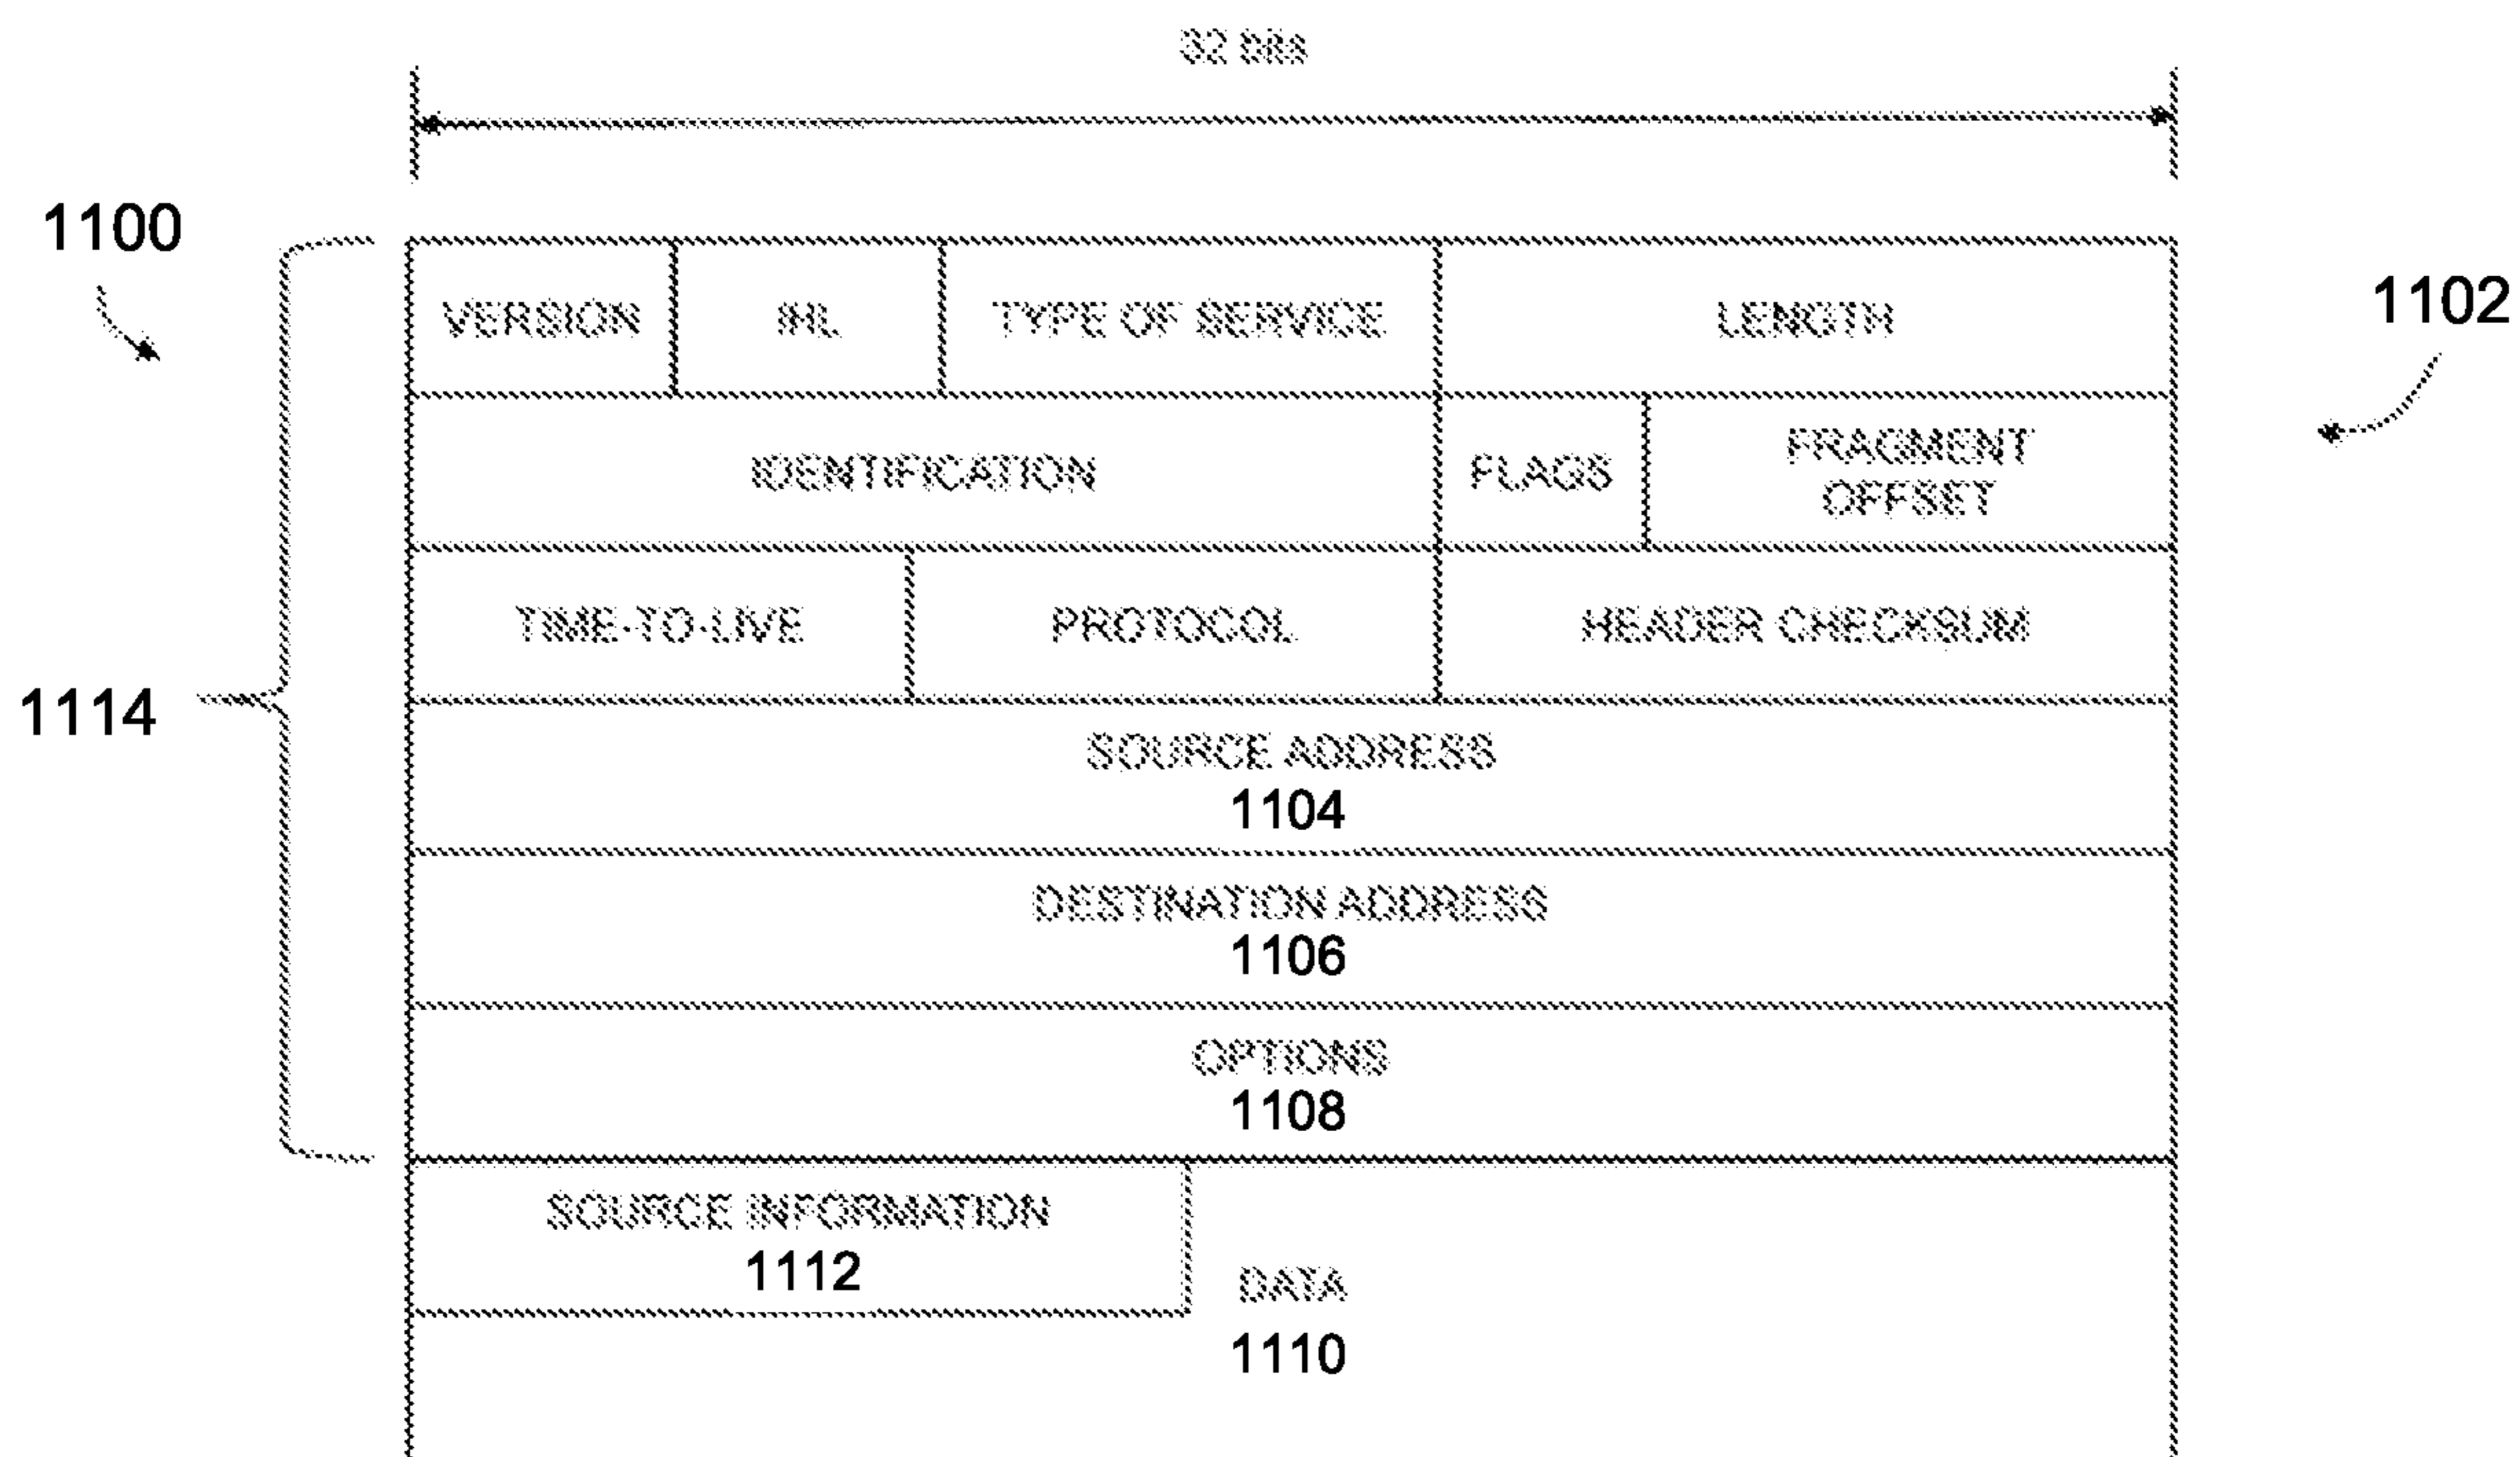 32 bits
1100
1102
VERSION IHL TYPE OF SERVICE LENGTH
IDENTIFICATION FLAGS FRAGMENT
OFFSET
TIME-TO-LIVE PROTOCOL HEADER CHECKSUM
1114
SOURCE ADDRESS
1104
DESTINATION ADDRESS
1106
OPTIONS
1108
SOURCE INFORMATION
1112
DATA
1110